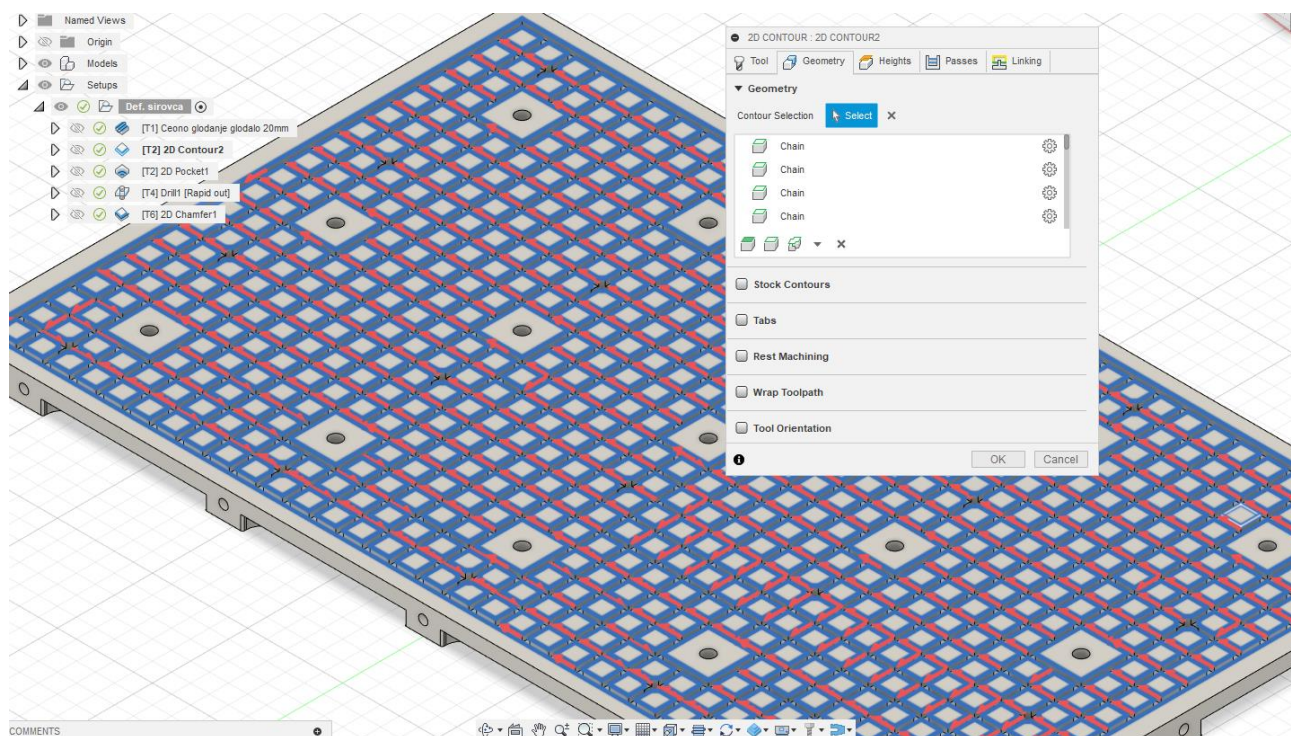 Named Views
Origin
Models
Setups
Def. sirovca
[T1] Ceono glodanje glodalo 20mm
[T2] 2D Contour2
[T2] 2D Pocket1
[T4] Drill1 [Rapid out]
[T6] 2D Chamfer1
2D CONTOUR : 2D CONTOUR2
Tool Geometry Heights Passes Linking
Geometry
Contour Selection Select
Chain
Chain
Chain
Chain
Stock Contours
Tabs
Rest Machining
Wrap Toolpath
Tool Orientation
OK Cancel
COMMENTS